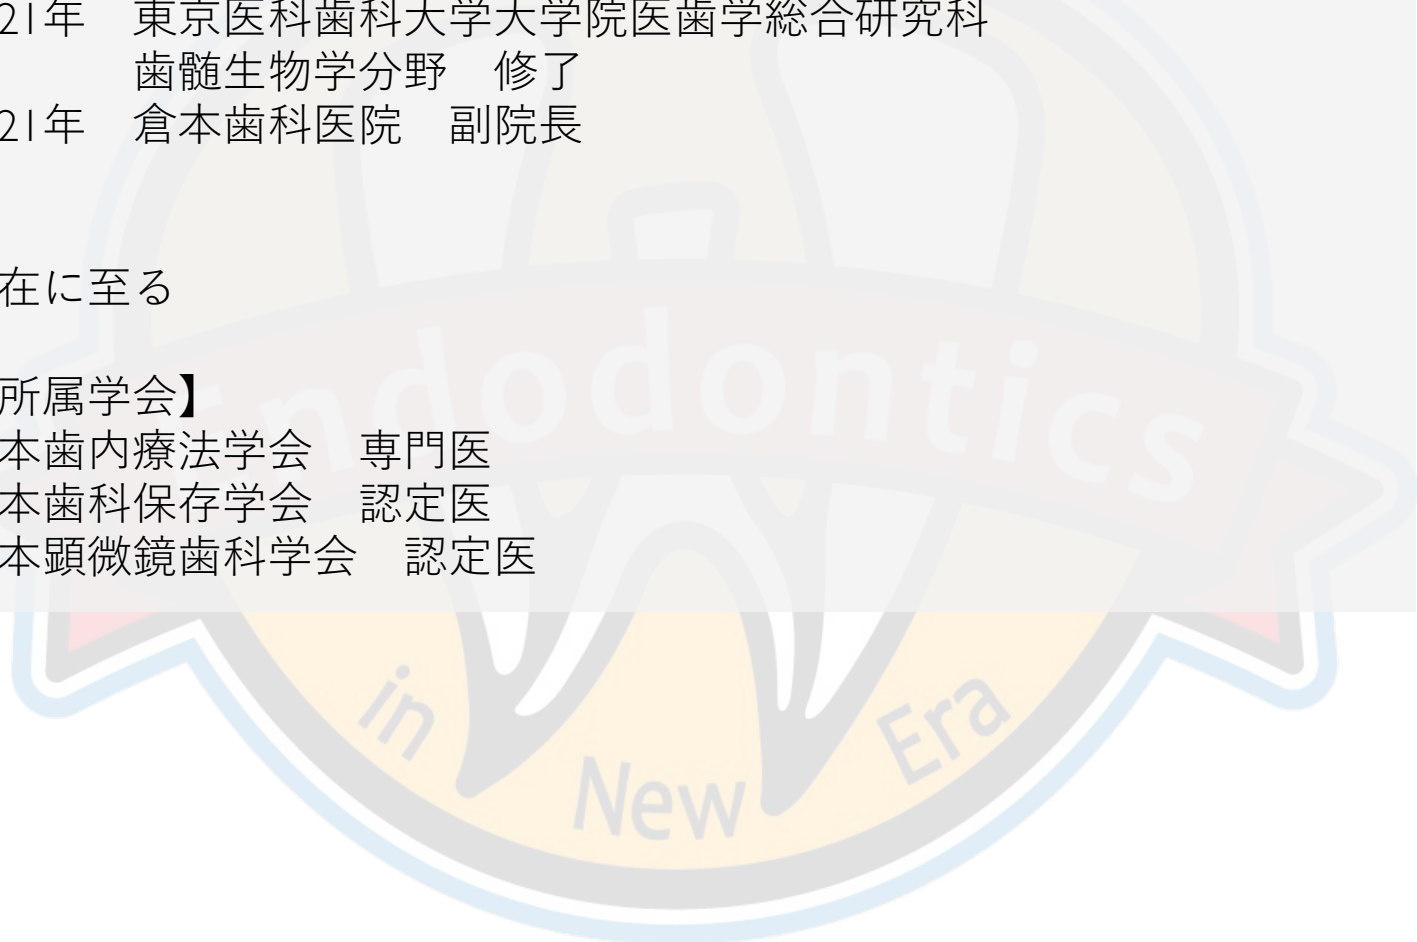 21年　東京医科歯科大学大学院医歯学総合研究科
歯髄生物学分野　修了
21年　倉本歯科医院　副院長
在に至る
所属学会】
本歯内療法学会　専門医
本歯科保存学会　認定医
本顕微鏡歯科学会　認定医
Endodontics
in New Era